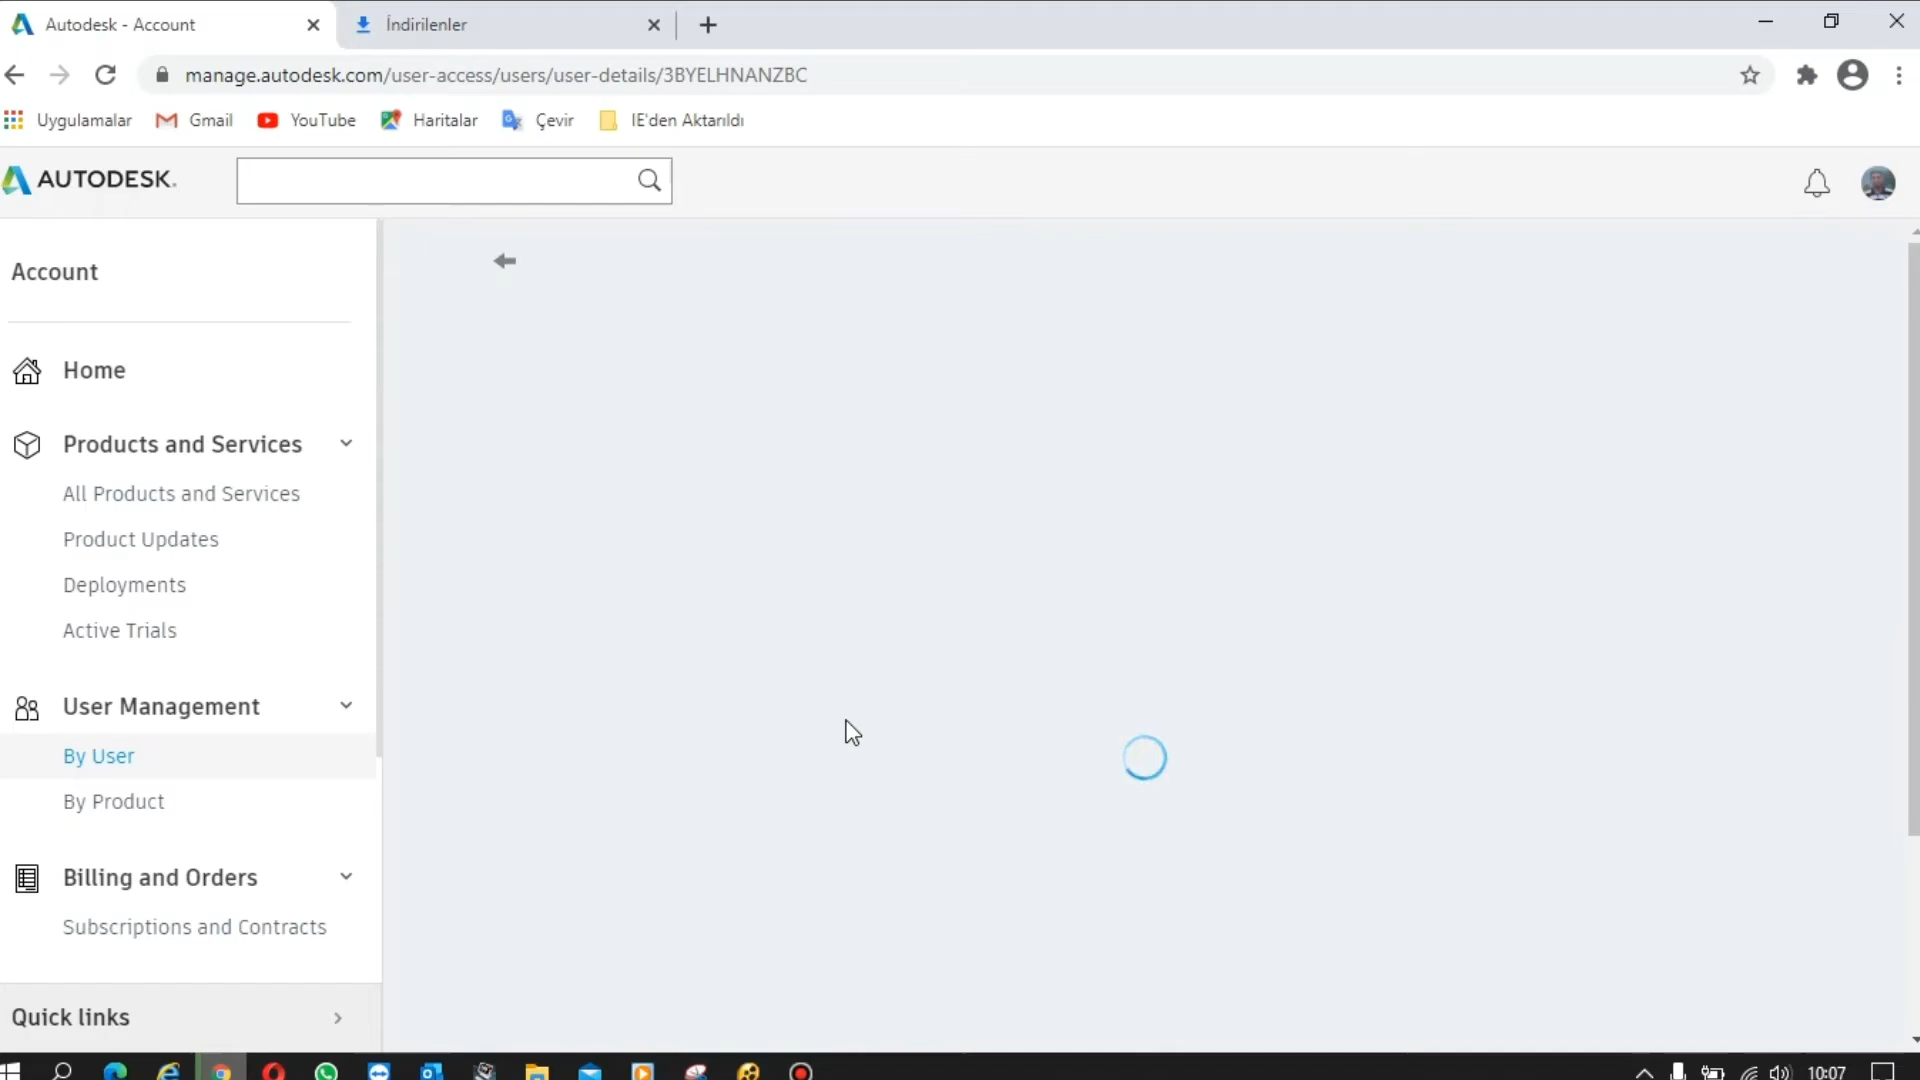 Autodesk - Account
İndirilenler
manage.autodesk.com/user-access/users/user-details/3BYELHNANZBC
Uygulamalar
Gmail
YouTube
Haritalar
Çevir
IE'den Aktarıldı
AUTODESK.
Account
Home
Products and Services
All Products and Services
Product Updates
Deployments
Active Trials
User Management
By User
By Product
Billing and Orders
Subscriptions and Contracts
Quick links
10:07